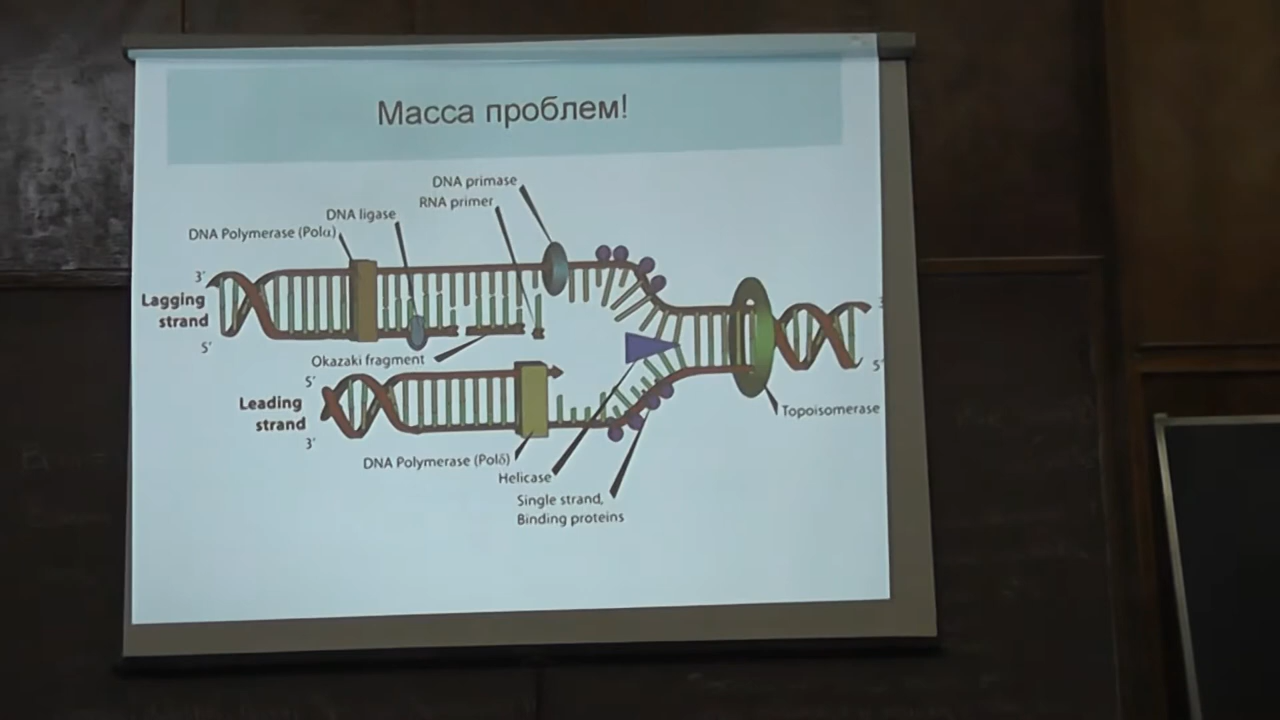 Масса проблем!
DNA primase
RNA primer
DNA ligase
DNA Polymerase (Polα)
3'
Lagging
strand
5'
Okazaki fragment
5'
Leading
strand
3'
5'
Topoisomerase
DNA Polymerase (Polδ)
Helicase
Single strand,
Binding proteins